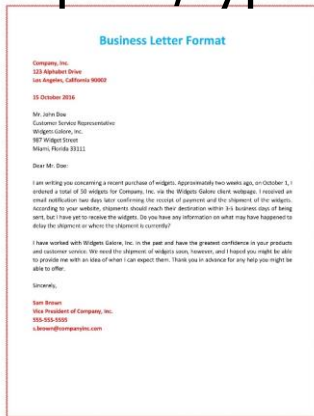 Business Letter Format
Company, Inc.
123 Alphabet Drive
Los Angeles, California 90002
15 October 2016
Mr. John Doe
Customer Service Representative
Widgets Galore, Inc.
987 Widget Street
Miami, Florida 33111
Dear Mr. Doe:
I am writing you concerning a recent purchase of widgets. Approximately two weeks ago, on October 1, I
ordered a total of 50 widgets for Company, Inc. via the Widgets Galore client webpage. I received an
email notification two days later confirming the receipt of payment and the shipment of the widgets.
According to your website, shipments should reach their destination within 3-5 business days of being
sent, but I have yet to receive the widgets. Do you have any information on what may have happened to
delay the shipment or where the shipment is currently?
I have worked with Widgets Galore, Inc. in the past and have the greatest confidence in your products
and customer service. We need the shipment of widgets soon, however, and I hoped you might be able
to provide me with an idea of when I can expect them. Thank you in advance for any help you might be
able to offer.
Sincerely,
Sam Brown
Vice President of Company, Inc.
555-555-5555
s.brown@companyinc.com